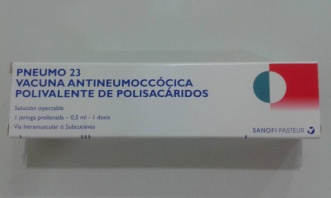 PNEUMO 23
VACUNA ANTINEUMOCCÓCICA
POLIVALENTE DE POLISACÁRIDOS
Solución inyectable
1 jeringa prellenada - 0,5 ml - 1 dosis
Vía Intramuscular ó Subcutánea
SANOFI PASTEUR